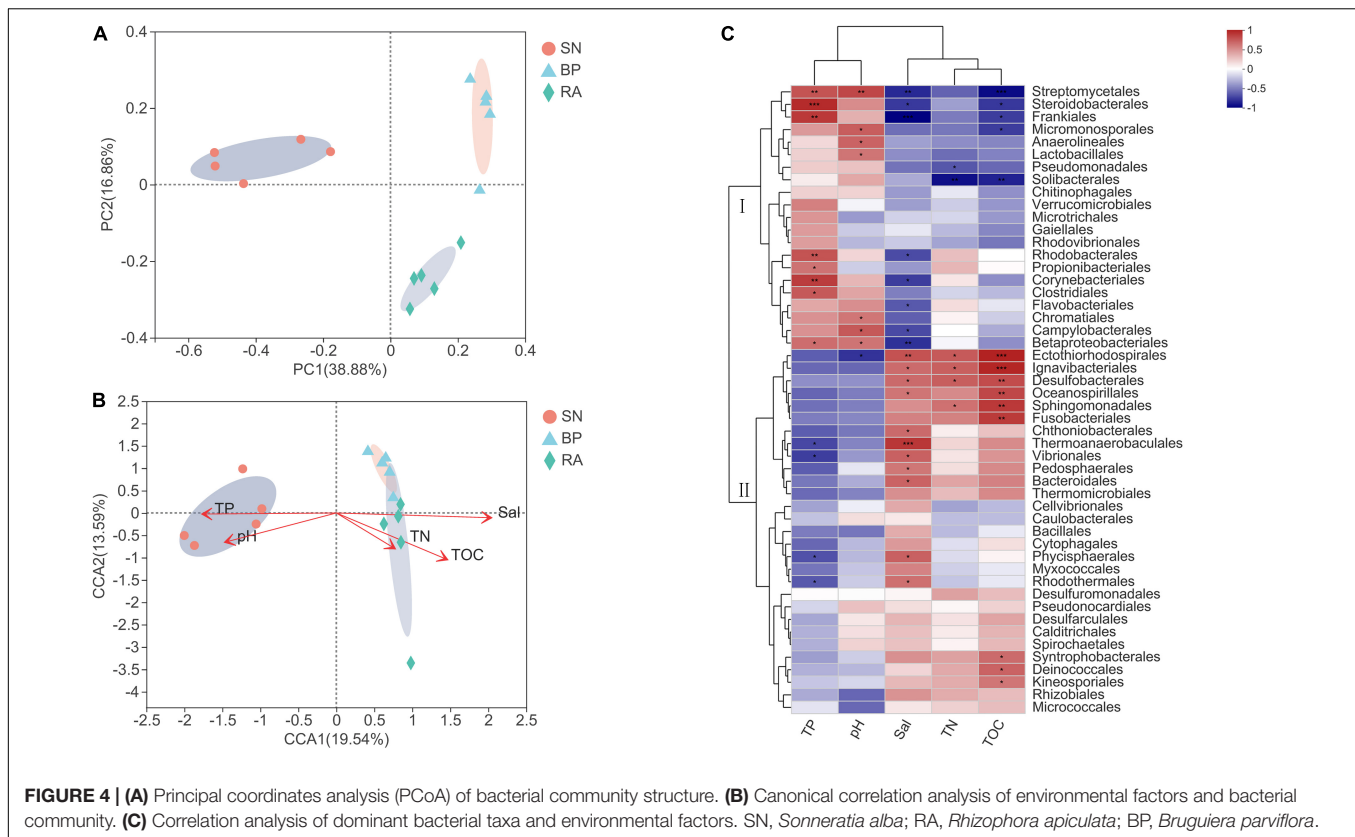 A
0.4
0.2
0
-0.2
0.4
PC2(16.86%)
-0.6
-0.4
-0.2
0
0.2
0.4
PC1(38.88%)
SN
BP
RA
B
2.5
2
1.5
1
0.5
0
-0.5
-1
-1.5
-2
-2.5
-3
-3.5
-4
CCA2(13.59%)
-2.5
-2
-1.5
-1
-0.5
0
0.5
1
1.5
2
2.5
CCA1(19.54%)
TP
pH
Sal
TN
TOC
SN
BP
RA
C
1
0.5
0
-0.5
-1
I
II
** ** ** *** Streptomycetales
*** * * Steroidobacterales
** *** * Frankiales
* * Micromonosporales
* Anaerolineales
* Lactobacillales
* Pseudomonadales
** ** Solibacterales
Chitinophagales
Verrucomicrobiales
Microtrichales
Gaiellales
Rhodovibrionales
** * Rhodobacterales
* Propionibacteriales
** * Corynebacteriales
* Clostridiales
* Flavobacteriales
* Chromatiales
* * Campylobacterales
* * ** Betaproteobacteriales
* ** * *** Ectothiorhodospirales
* * *** Ignavibacteriales
* * ** Desulfobacterales
* ** Oceanospirillales
* ** Sphingomonadales
** Fusobacteriales
* Chthoniobacterales
* *** Thermoanaerobaculales
* * Vibrionales
* Pedosphaerales
* Bacteroidales
Thermomicrobiales
Cellvibrionales
Caulobacterales
Bacillales
Cytophagales
* * Phycisphaerales
Myxococcales
* * Rhodothermales
Desulfuromonadales
Pseudonocardiales
Desulfarculales
Calditrichales
Spirochaetales
* Syntrophobacterales
* Deinococcales
* Kineosporiales
Rhizobiales
Micrococcales
TP
pH
Sal
TN
TOC
FIGURE 4 | (A) Principal coordinates analysis (PCoA) of bacterial community structure. (B) Canonical correlation analysis of environmental factors and bacterial
community. (C) Correlation analysis of dominant bacterial taxa and environmental factors. SN, Sonneratia alba; RA, Rhizophora apiculata; BP, Bruguiera parviflora.